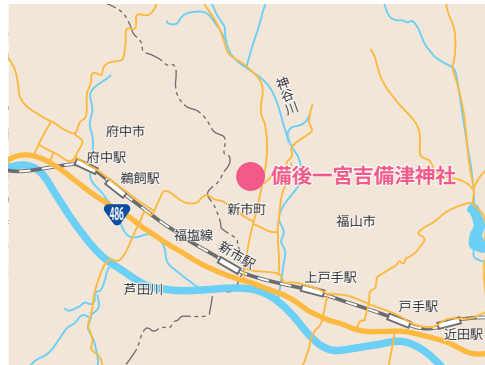 神谷川
府中市
府中駅
備後一宮吉備津神社
鵜飼駅
486
新市町
福山市
福塩線
新市駅
上戸手駅
芦田川
戸手駅
近田駅